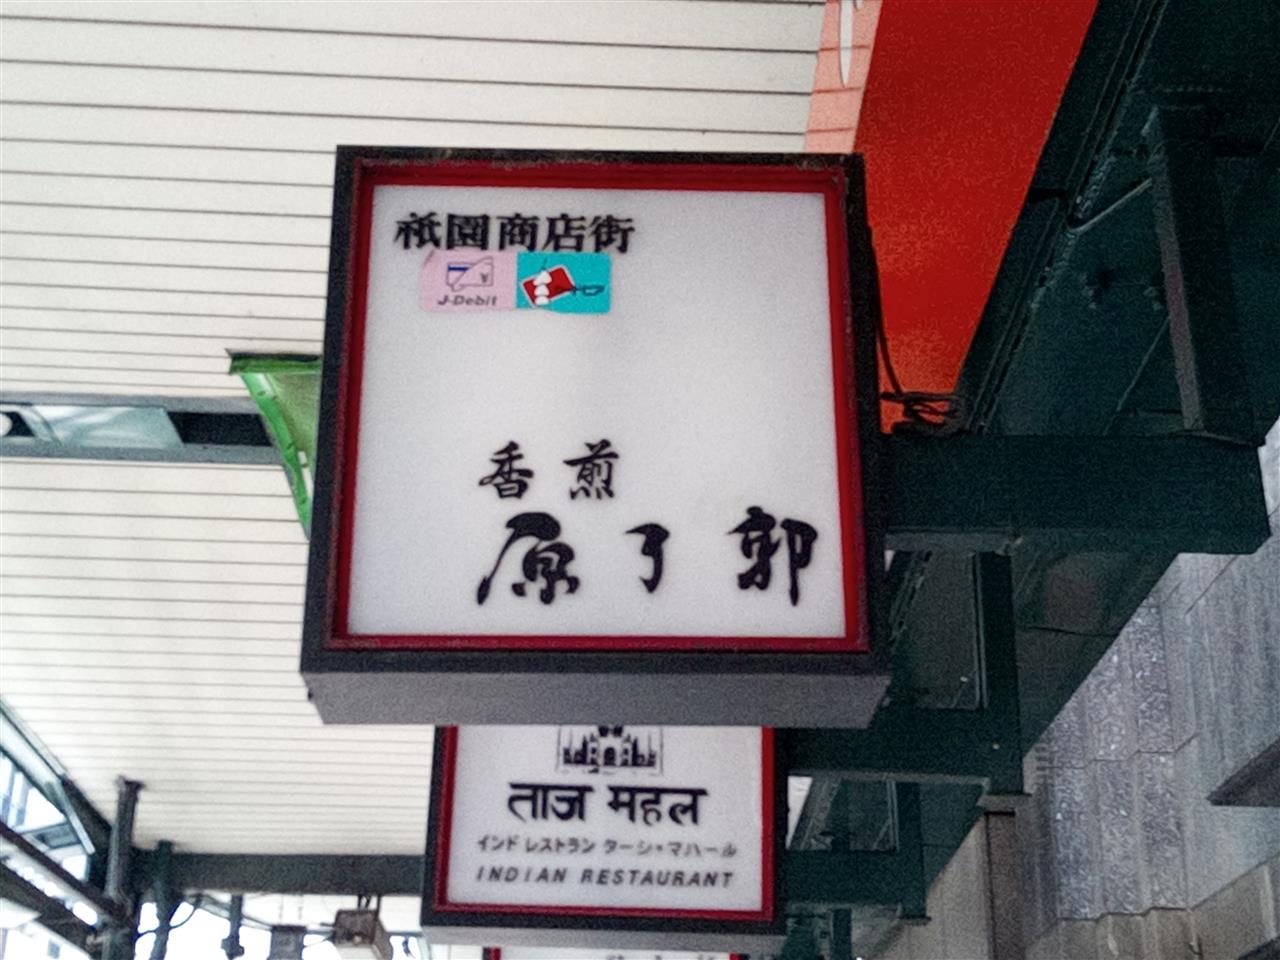 祇園商店街
J-Debit
香煎
原了郭
ताज महल
インド レストラン ターシ・マハール
INDIAN RESTAURANT